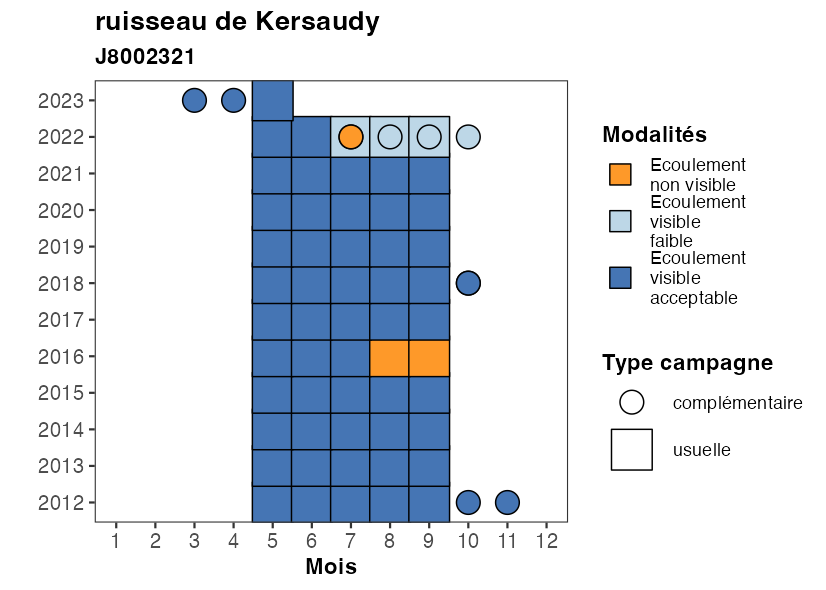 ruisseau de Kersaudy
J8002321
2023
2022
2021
2020
2019
2018
2017
2016
2015
2014
2013
2012
1 2 3 4 5 6 7 8 9 10 11 12
Mois
Modalités
Ecoulement
non visible
Ecoulement
visible
faible
Ecoulement
visible
acceptable
Type campagne
complémentaire
usuelle